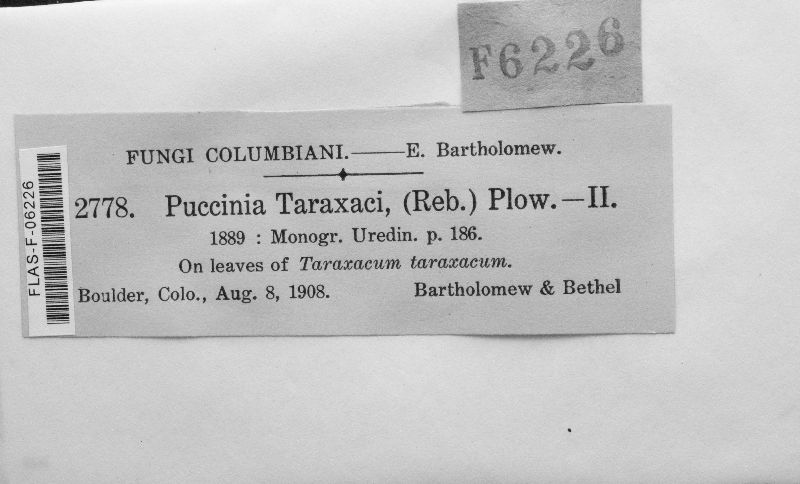 F6226
FUNGI COLUMBIANI.——E. Bartholomew.
2778. Puccinia Taraxaci, (Reb.) Plow.—II.
1889 : Monogr. Uredin. p. 186.
On leaves of Taraxacum taraxacum.
Boulder, Colo., Aug. 8, 1908. Bartholomew & Bethel
FLAS-F-06226